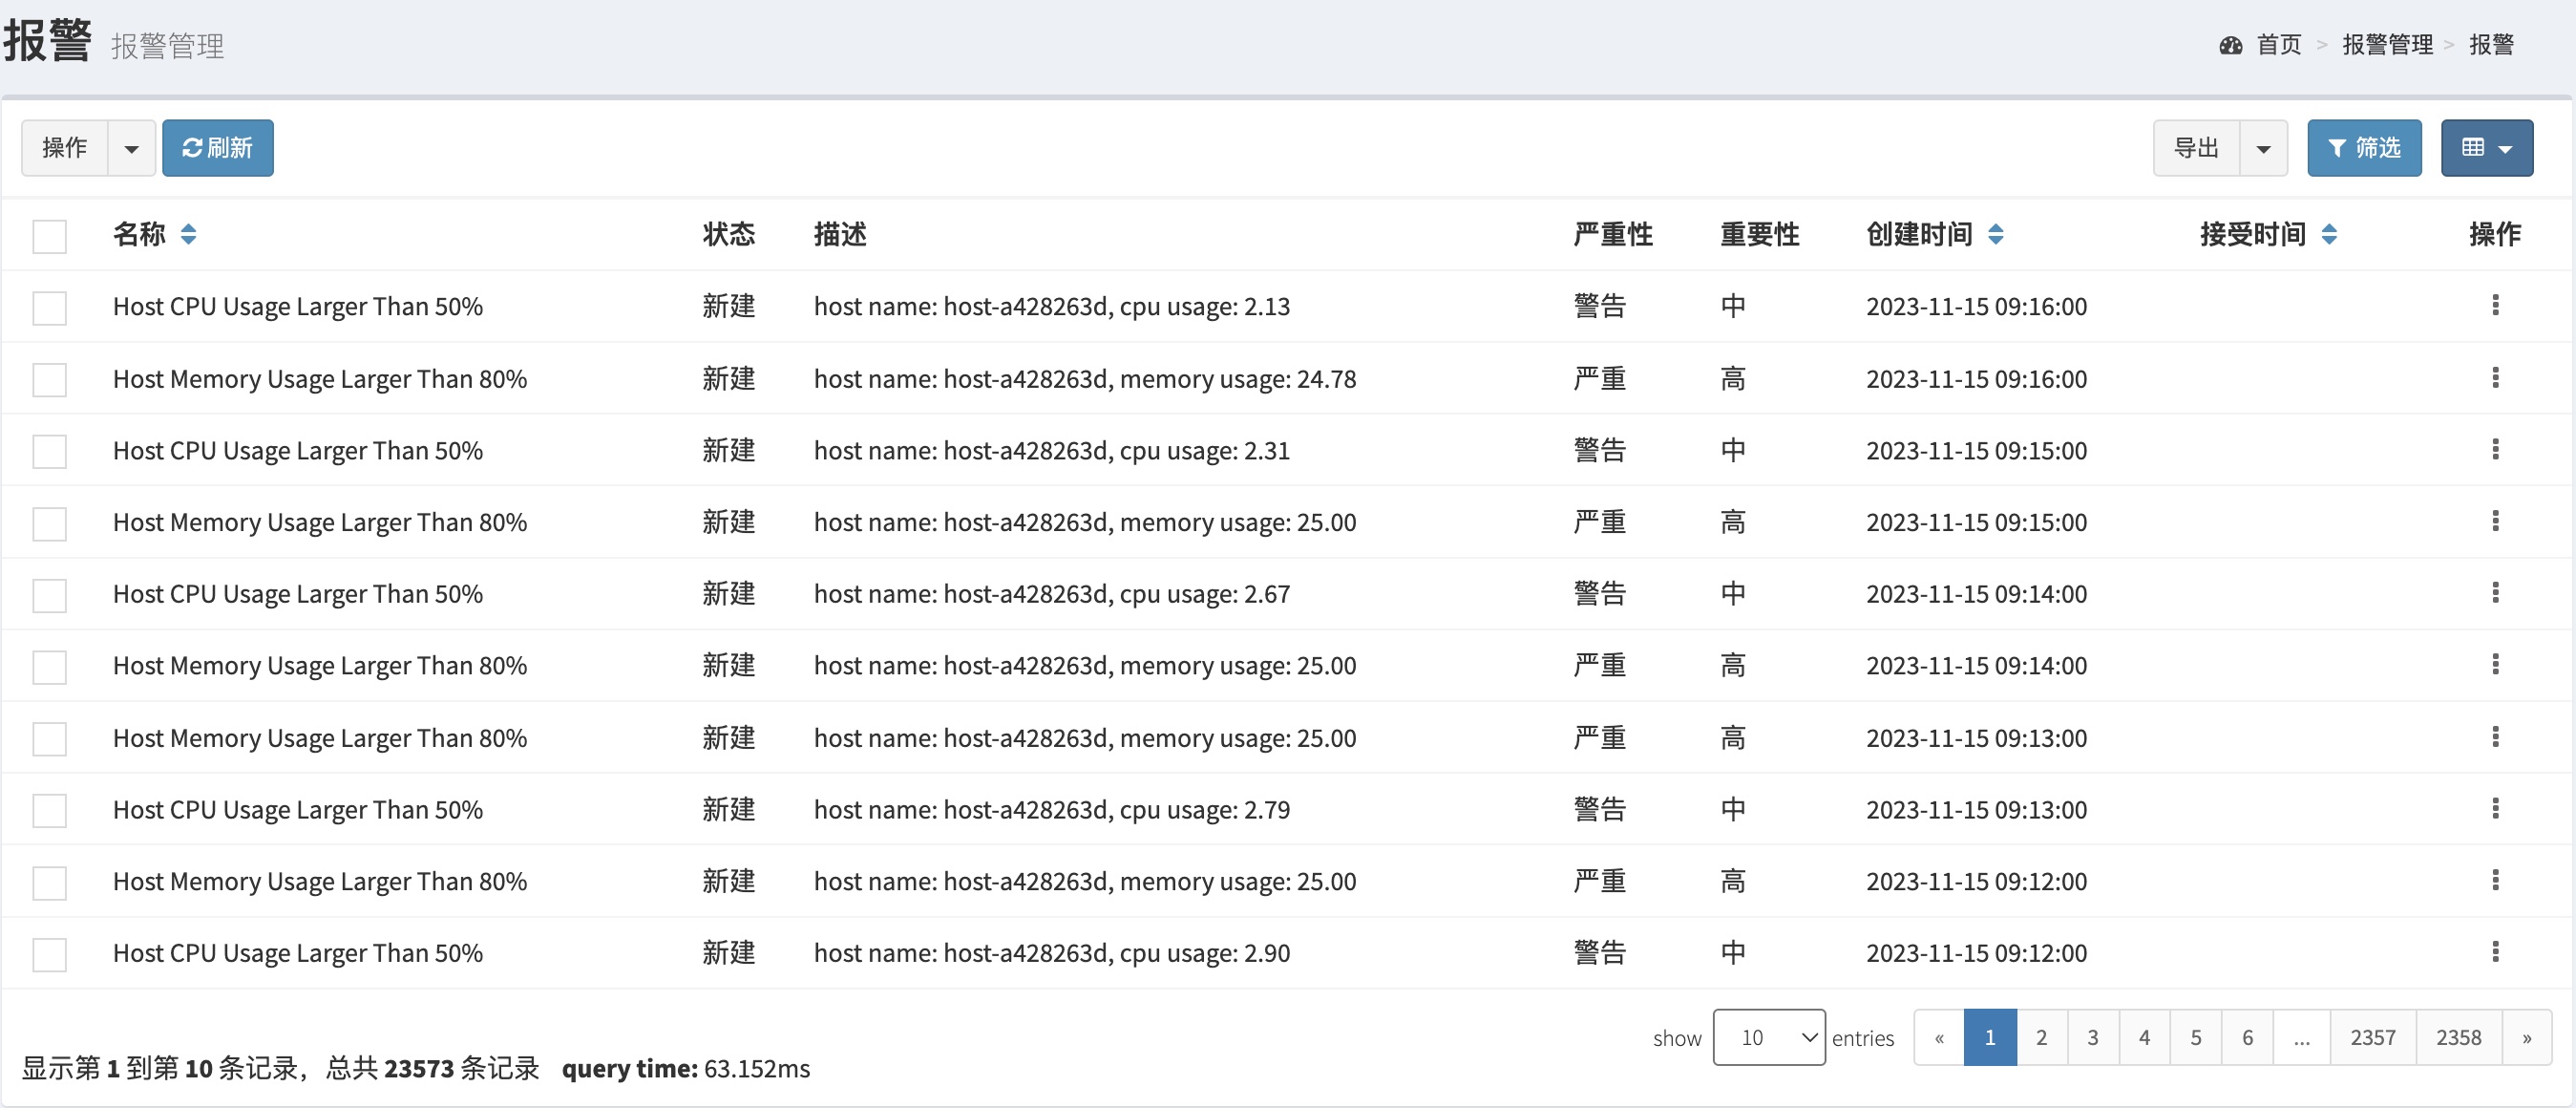 报警 报警管理
首页 > 报警管理 > 报警
操作 刷新 导出 筛选
名称 状态 描述 严重性 重要性 创建时间 接受时间 操作
Host CPU Usage Larger Than 50% 新建 host name: host-a428263d, cpu usage: 2.13 警告 中 2023-11-15 09:16:00
Host Memory Usage Larger Than 80% 新建 host name: host-a428263d, memory usage: 24.78 严重 高 2023-11-15 09:16:00
Host CPU Usage Larger Than 50% 新建 host name: host-a428263d, cpu usage: 2.31 警告 中 2023-11-15 09:15:00
Host Memory Usage Larger Than 80% 新建 host name: host-a428263d, memory usage: 25.00 严重 高 2023-11-15 09:15:00
Host CPU Usage Larger Than 50% 新建 host name: host-a428263d, cpu usage: 2.67 警告 中 2023-11-15 09:14:00
Host Memory Usage Larger Than 80% 新建 host name: host-a428263d, memory usage: 25.00 严重 高 2023-11-15 09:14:00
Host Memory Usage Larger Than 80% 新建 host name: host-a428263d, memory usage: 25.00 严重 高 2023-11-15 09:13:00
Host CPU Usage Larger Than 50% 新建 host name: host-a428263d, cpu usage: 2.79 警告 中 2023-11-15 09:13:00
Host Memory Usage Larger Than 80% 新建 host name: host-a428263d, memory usage: 25.00 严重 高 2023-11-15 09:12:00
Host CPU Usage Larger Than 50% 新建 host name: host-a428263d, cpu usage: 2.90 警告 中 2023-11-15 09:12:00
show 10 entries « 1 2 3 4 5 6 ... 2357 2358 »
显示第 1 到第 10 条记录，总共 23573 条记录 query time: 63.152ms